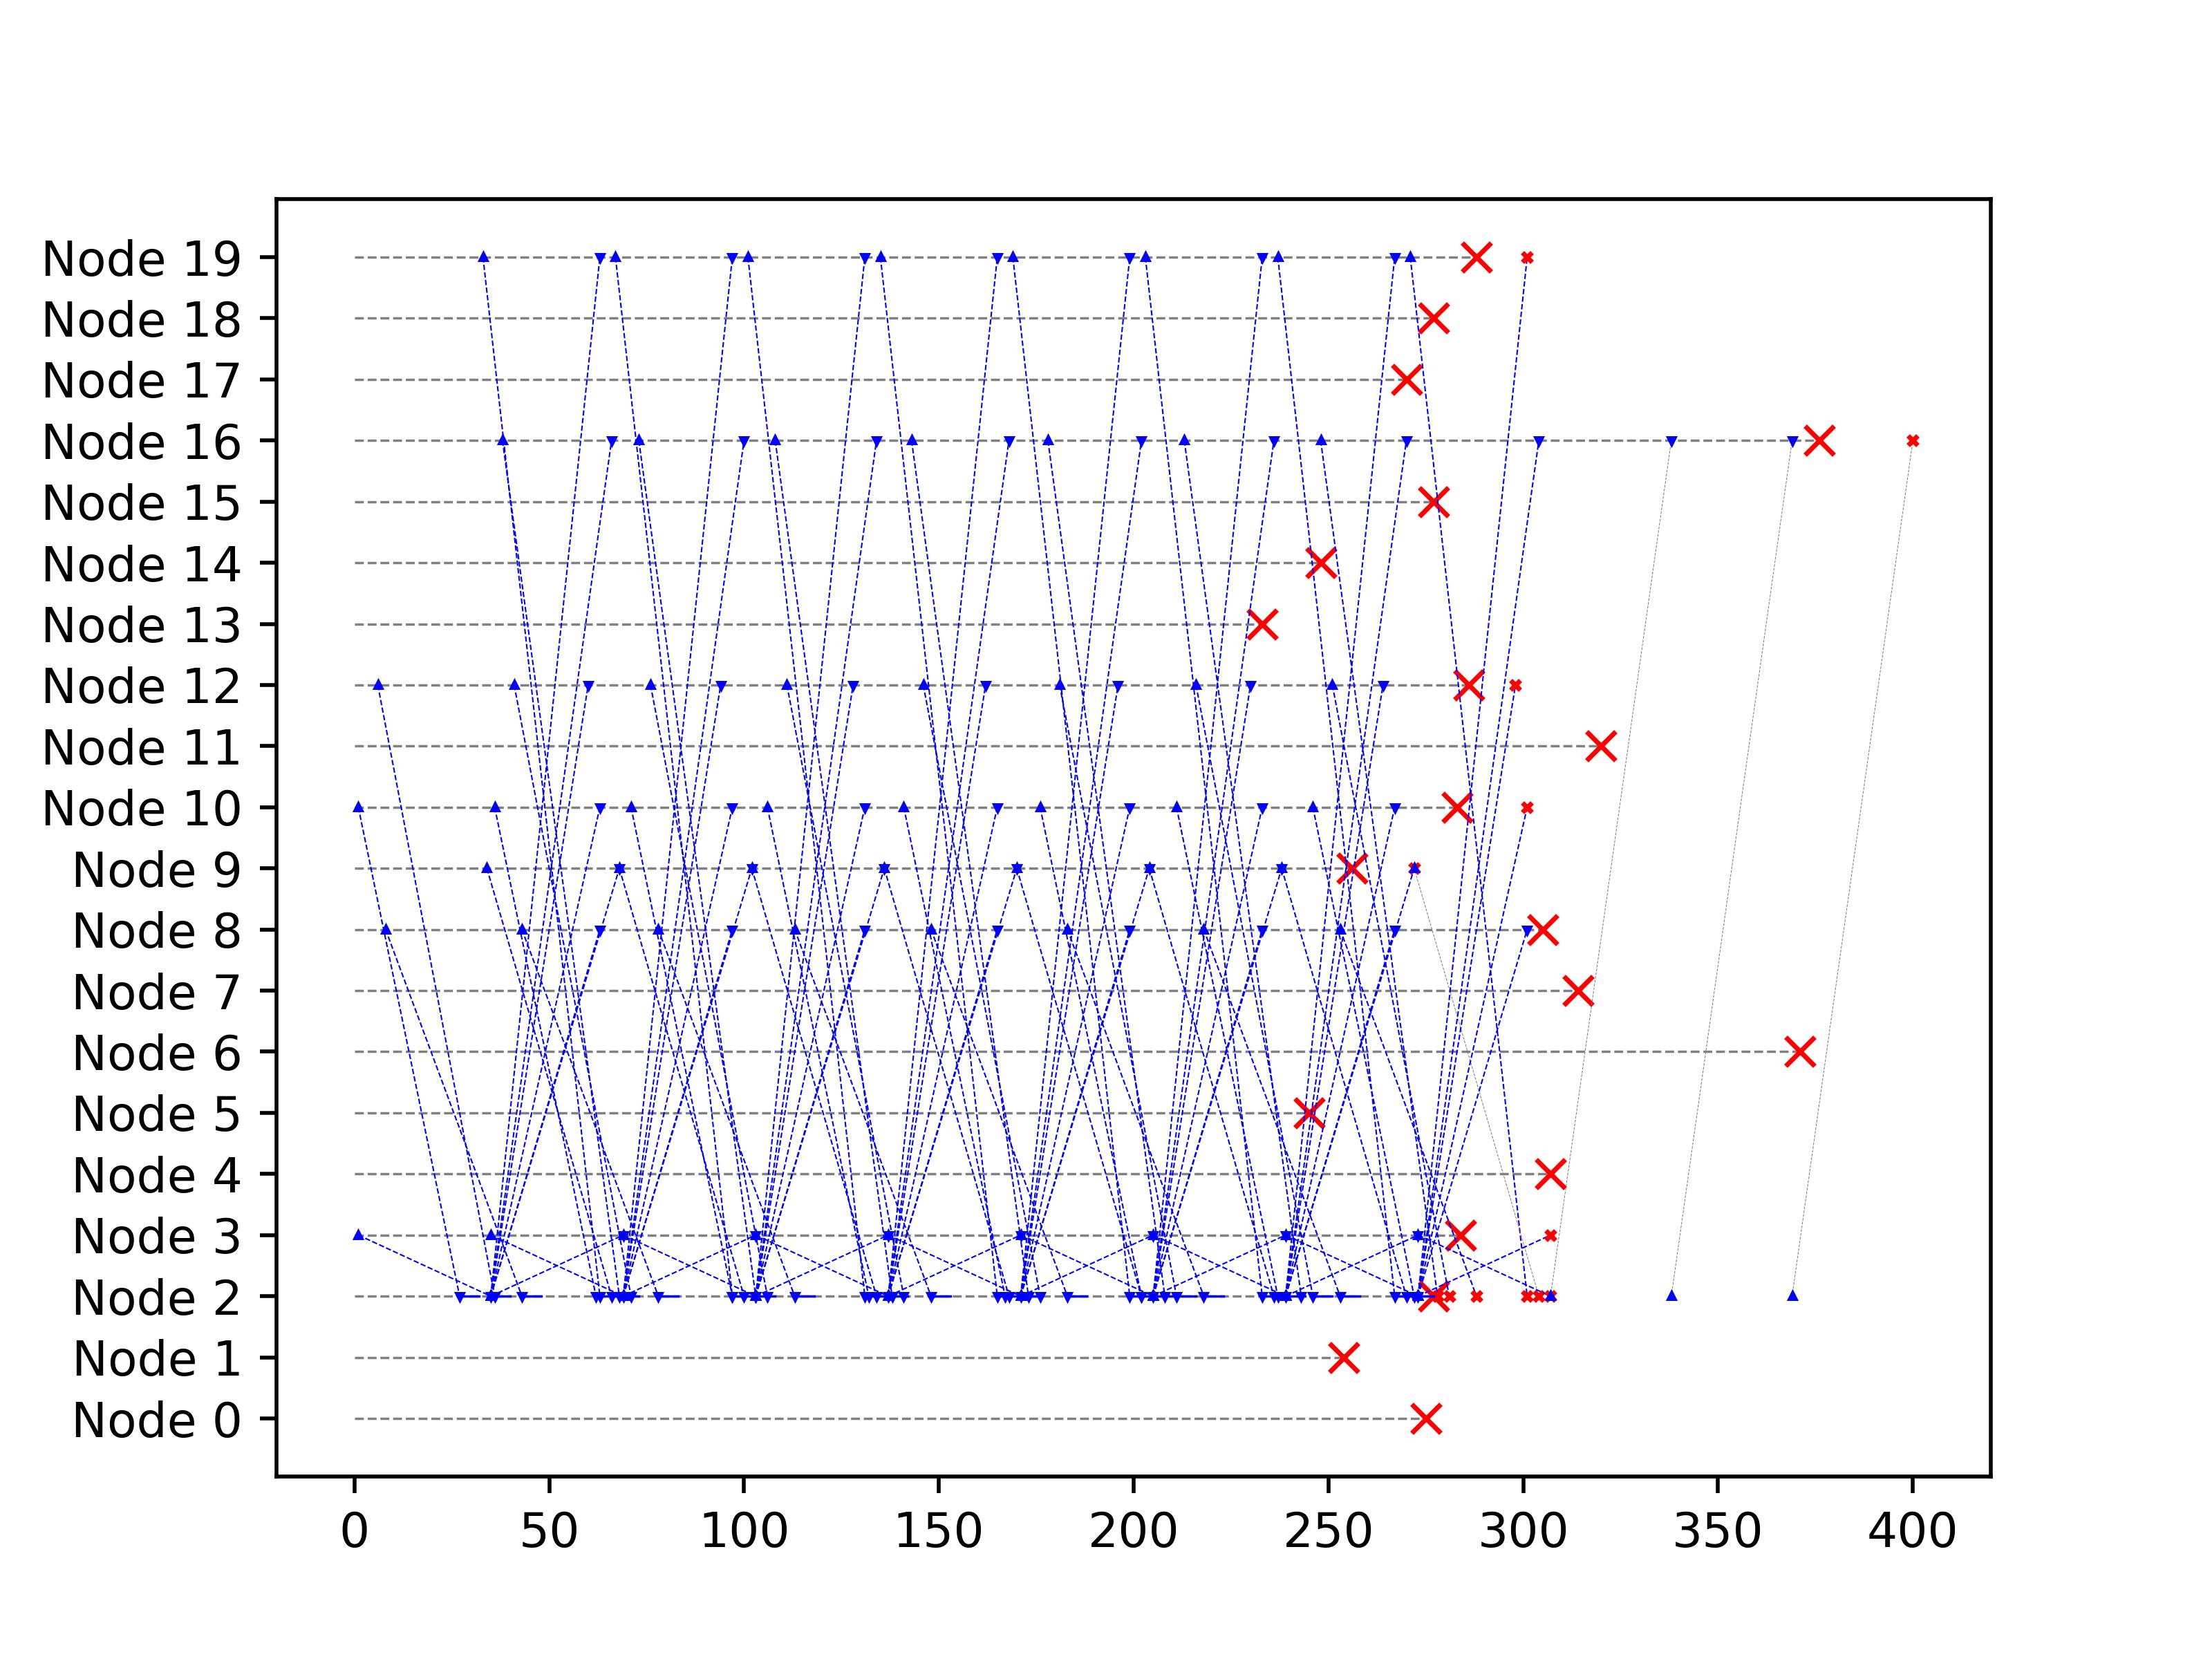 Node 19
Node 18
Node 17
Node 16
Node 15
Node 14
Node 13
Node 12
Node 11
Node 10
Node 9
Node 8
Node 7
Node 6
Node 5
Node 4
Node 3
Node 2
Node 1
Node 0
0 50 100 150 200 250 300 350 400